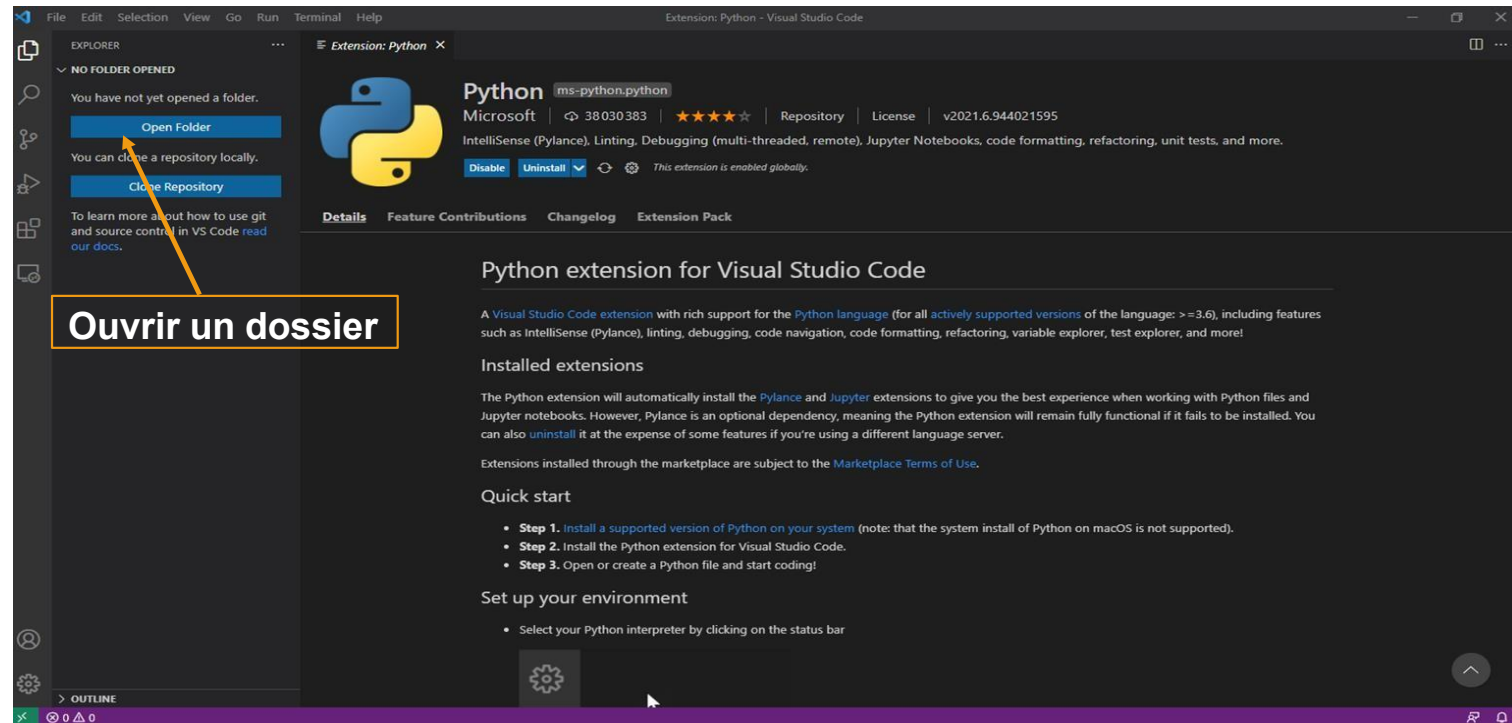 File Edit Selection View Go Run Terminal Help
Extension: Python - Visual Studio Code
EXPLORER
NO FOLDER OPENED
You have not yet opened a folder.
Open Folder
You can clone a repository locally.
Clone Repository
To learn more about how to use git
and source control in VS Code read
our docs.
Ouvrir un dossier
OUTLINE
Extension: Python
Python ms-python.python
Microsoft 38030383 Repository License v2021.6.944021595
IntelliSense (Pylance), Linting, Debugging (multi-threaded, remote), Jupyter Notebooks, code formatting, refactoring, unit tests, and more.
Disable Uninstall This extension is enabled globally.
Details Feature Contributions Changelog Extension Pack
Python extension for Visual Studio Code
A Visual Studio Code extension with rich support for the Python language (for all actively supported versions of the language: >=3.6), including features
such as IntelliSense (Pylance), linting, debugging, code navigation, code formatting, refactoring, variable explorer, test explorer, and more!
Installed extensions
The Python extension will automatically install the Pylance and Jupyter extensions to give you the best experience when working with Python files and
Jupyter notebooks. However, Pylance is an optional dependency, meaning the Python extension will remain fully functional if it fails to be installed. You
can also uninstall it at the expense of some features if you're using a different language server.
Extensions installed through the marketplace are subject to the Marketplace Terms of Use.
Quick start
• Step 1. Install a supported version of Python on your system (note: that the system install of Python on macOS is not supported).
• Step 2. Install the Python extension for Visual Studio Code.
• Step 3. Open or create a Python file and start coding!
Set up your environment
• Select your Python interpreter by clicking on the status bar
0 0